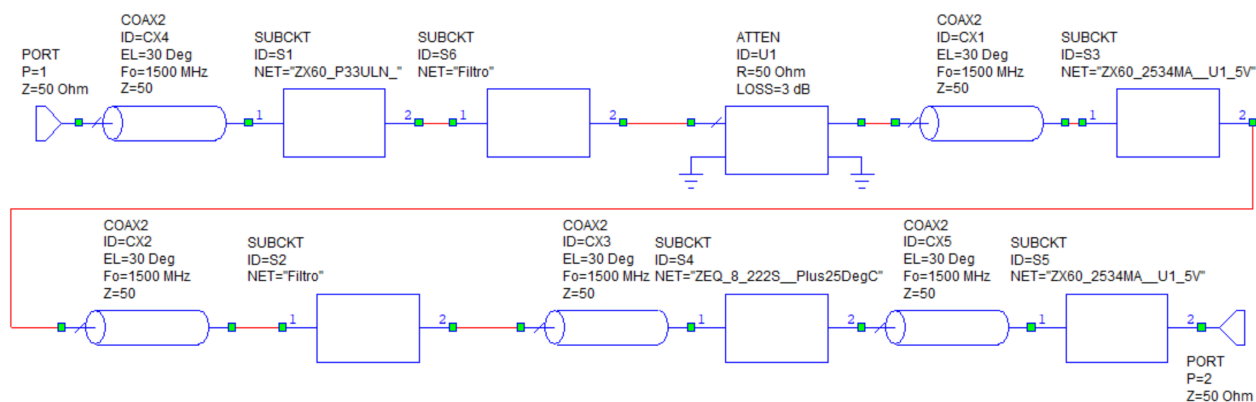 PORT
P=1
Z=50 Ohm
COAX2
ID=CX4
EL=30 Deg
Fo=1500 MHz
Z=50
SUBCKT
ID=S1
NET="ZX60_P33ULN_"
1
2
SUBCKT
ID=S6
NET="Filtro"
1
2
ATTEN
ID=U1
R=50 Ohm
LOSS=3 dB
COAX2
ID=CX1
EL=30 Deg
Fo=1500 MHz
Z=50
SUBCKT
ID=S3
NET="ZX60_2534MA__U1_5V"
1
2
COAX2
ID=CX2
EL=30 Deg
Fo=1500 MHz
Z=50
SUBCKT
ID=S2
NET="Filtro"
1
2
COAX2
ID=CX3
EL=30 Deg
Fo=1500 MHz
Z=50
SUBCKT
ID=S4
NET="ZEQ_8_222S__Plus25DegC"
1
2
COAX2
ID=CX5
EL=30 Deg
Fo=1500 MHz
Z=50
SUBCKT
ID=S5
NET="ZX60_2534MA__U1_5V"
1
2
PORT
P=2
Z=50 Ohm